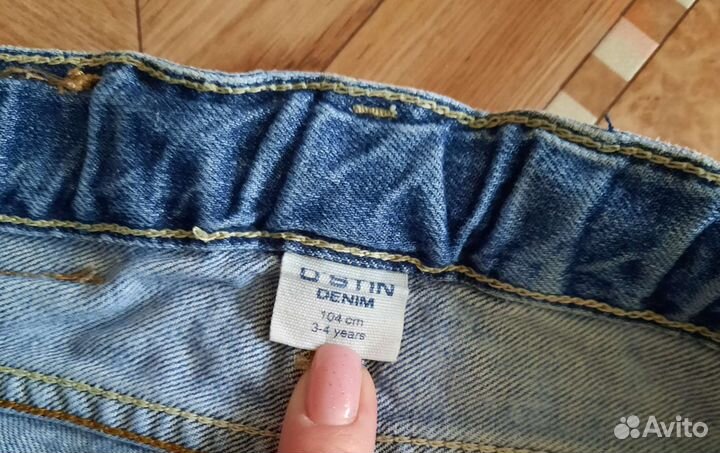 O'STIN
DENIM
104 cm
3-4 years
Avito